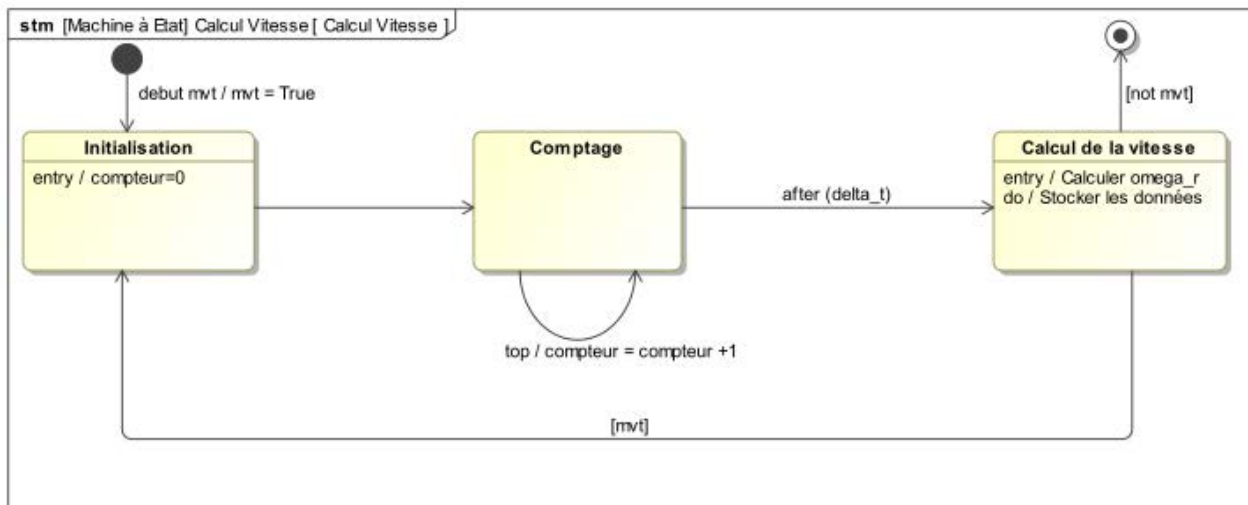 stm [Machine à Etat] Calcul Vitesse [ Calcul Vitesse ]
debut mvt / mvt = True
[not mvt]
Initialisation
entry / compteur=0
Comptage
after (delta_t)
Calcul de la vitesse
entry / Calculer omega_r
do / Stocker les données
top / compteur = compteur +1
[mvt]